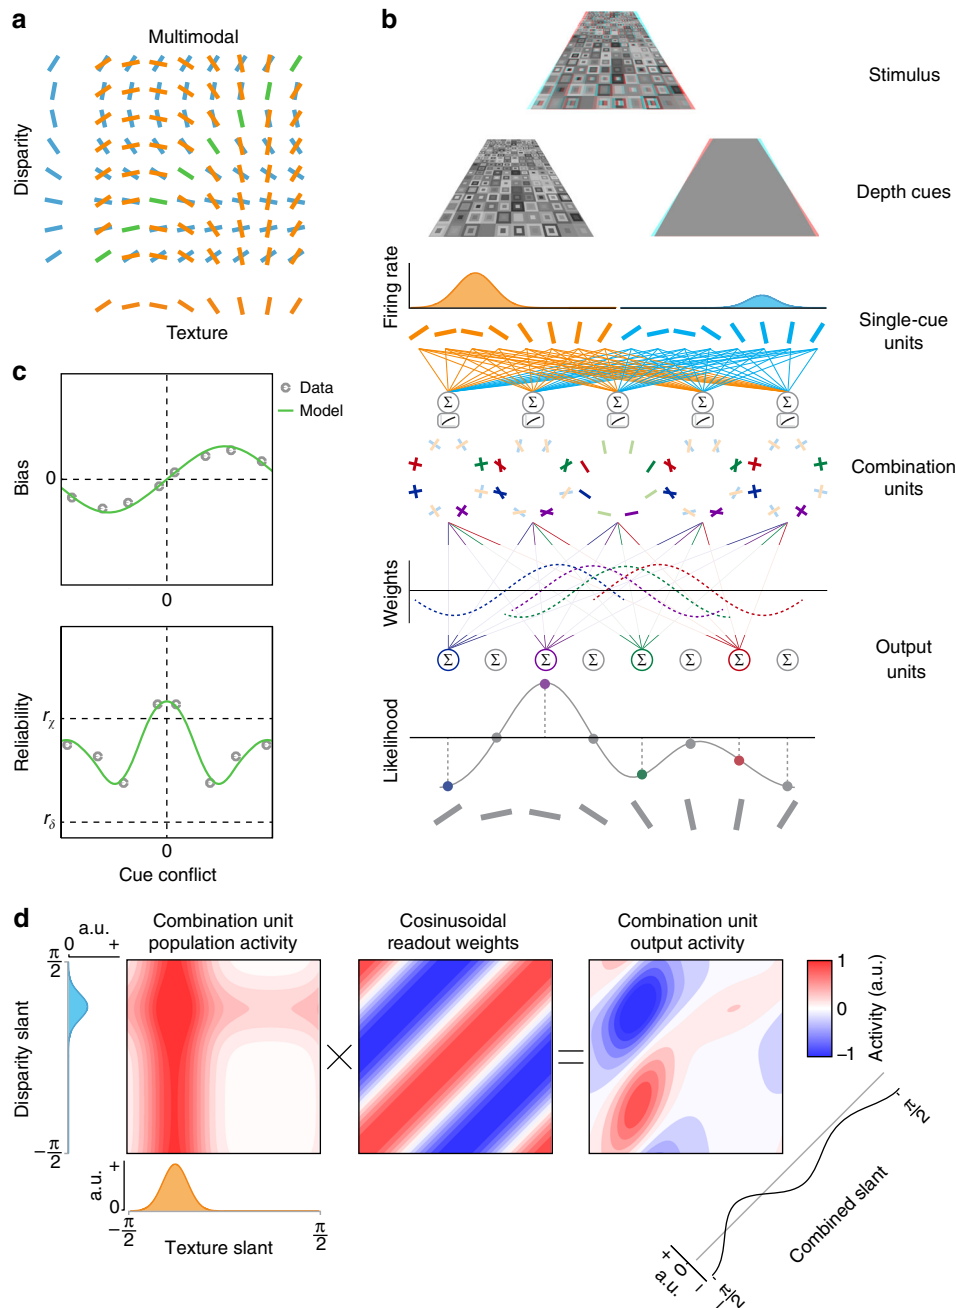 a
Multimodal
Disparity
Texture
b
Stimulus
Depth cues
Firing rate
Single-cue
units
Σ Σ Σ Σ Σ
Combination
units
Weights
Output
units
Σ Σ Σ Σ Σ Σ Σ Σ
Likelihood
c
Data
Model
Bias
0
0
Reliability
rχ
rδ
0
Cue conflict
d
a.u.
0 +
Combination unit
population activity
Cosinusoidal
readout weights
Combination unit
output activity
π/2
Disparity slant
−π/2
×
=
1
0
−1
Activity (a.u.)
a.u.
+
0
−π/2
π/2
Texture slant
π/2
Combined slant
+
0
−
a.u.
−π/2